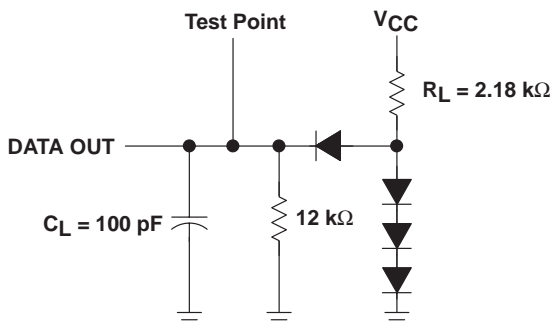 Test Point
VCC
RL = 2.18 kΩ
DATA OUT
CL = 100 pF
12 kΩ